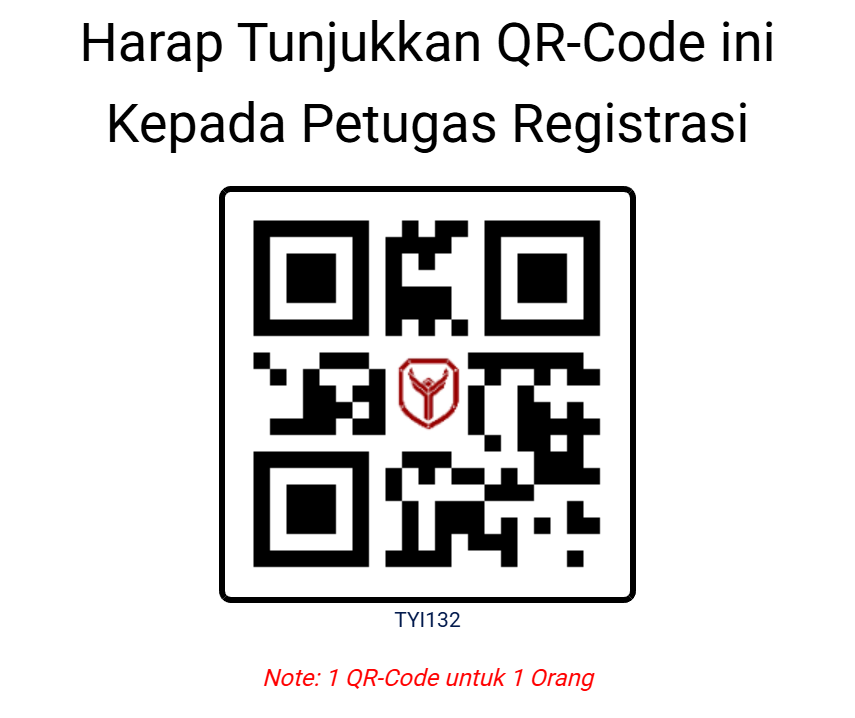 Harap Tunjukkan QR-Code ini
Kepada Petugas Registrasi
TYI132
Note: 1 QR-Code untuk 1 Orang